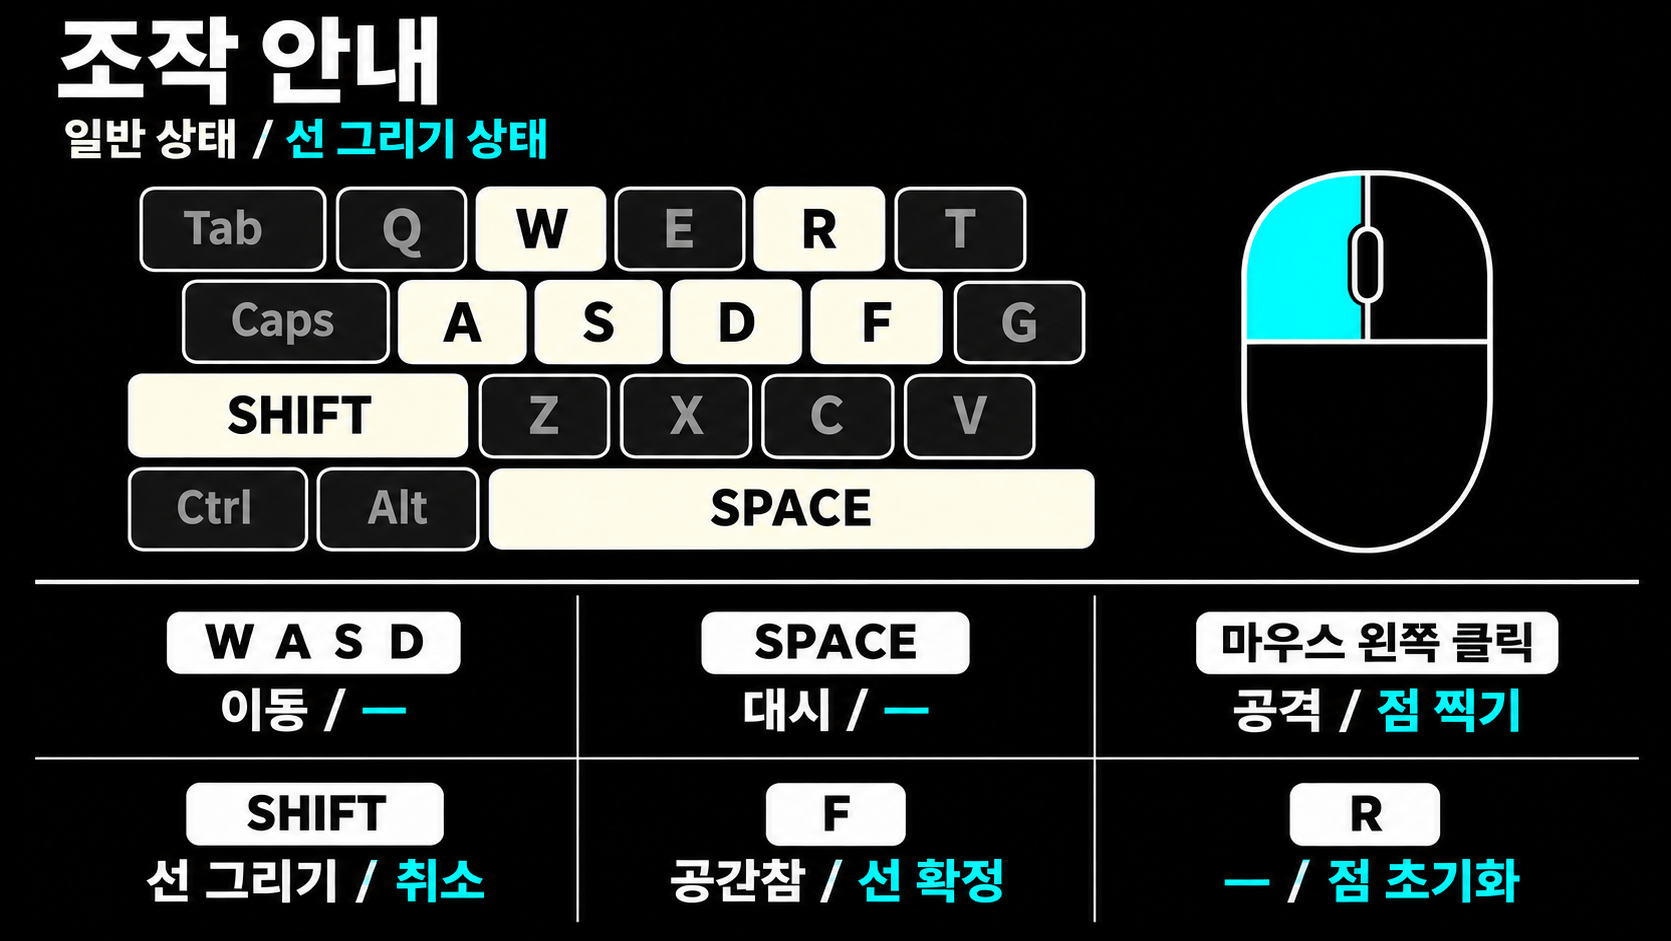 조작 안내
일반 상태 / 선 그리기 상태
Tab Q W E R T
Caps A S D F G
SHIFT Z X C V
Ctrl Alt SPACE
W A S D
이동 / —
SPACE
대시 / —
마우스 왼쪽 클릭
공격 / 점 찍기
SHIFT
선 그리기 / 취소
F
공간참 / 선 확정
R
— / 점 초기화